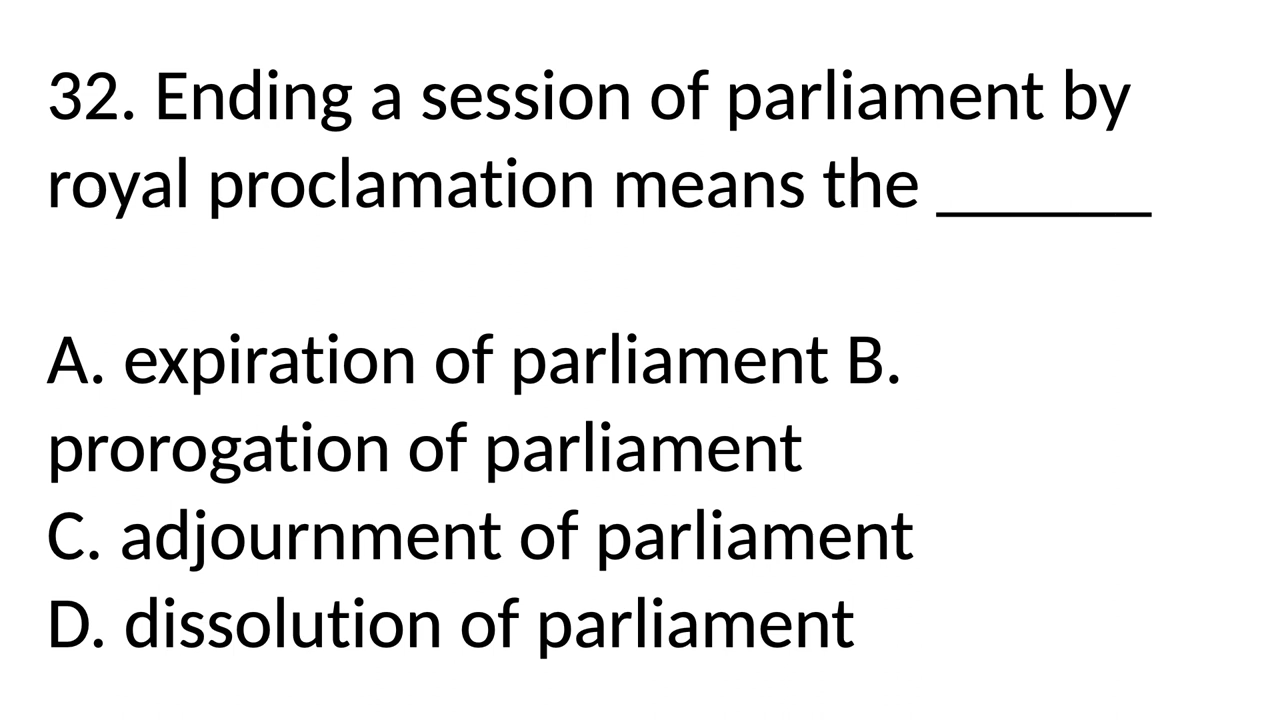 32. Ending a session of parliament by
royal proclamation means the ______
A. expiration of parliament B.
prorogation of parliament
C. adjournment of parliament
D. dissolution of parliament